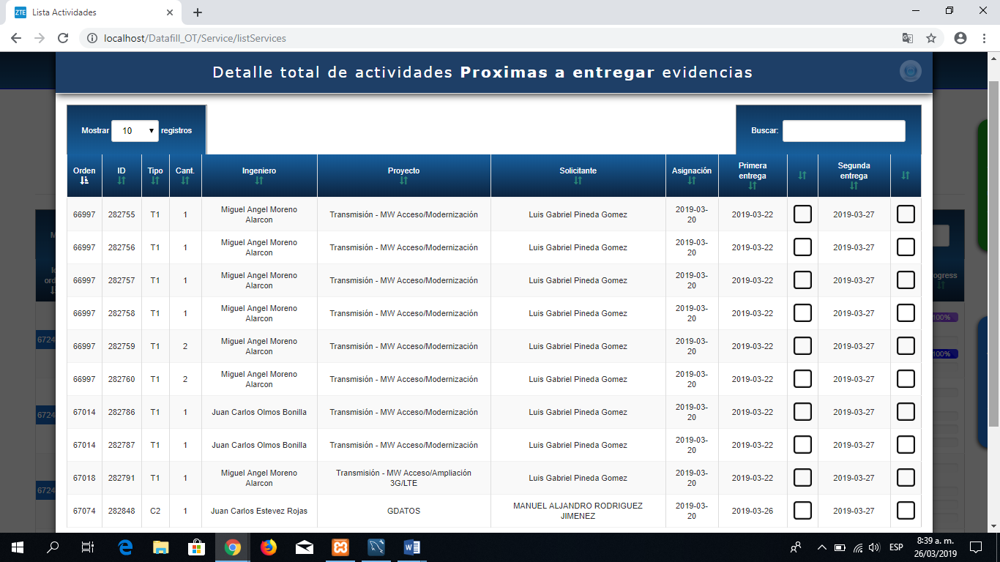 ZTE Lista Actividades
localhost/Datafill_OT/Service/listServices
Detalle total de actividades Proximas a entregar evidencias
Mostrar 10 registros
Buscar:
Orden ID Tipo Cant. Ingeniero Proyecto Solicitante Asignación Primera entrega Segunda entrega
66997 282755 T1 1 Miguel Angel Moreno Alarcon Transmisión - MW Acceso/Modernización Luis Gabriel Pineda Gomez 2019-03-20 2019-03-22 2019-03-27
66997 282756 T1 1 Miguel Angel Moreno Alarcon Transmisión - MW Acceso/Modernización Luis Gabriel Pineda Gomez 2019-03-20 2019-03-22 2019-03-27
66997 282757 T1 1 Miguel Angel Moreno Alarcon Transmisión - MW Acceso/Modernización Luis Gabriel Pineda Gomez 2019-03-20 2019-03-22 2019-03-27
66997 282758 T1 1 Miguel Angel Moreno Alarcon Transmisión - MW Acceso/Modernización Luis Gabriel Pineda Gomez 2019-03-20 2019-03-22 2019-03-27
66997 282759 T1 2 Miguel Angel Moreno Alarcon Transmisión - MW Acceso/Modernización Luis Gabriel Pineda Gomez 2019-03-20 2019-03-22 2019-03-27
66997 282760 T1 2 Miguel Angel Moreno Alarcon Transmisión - MW Acceso/Modernización Luis Gabriel Pineda Gomez 2019-03-20 2019-03-22 2019-03-27
67014 282786 T1 1 Juan Carlos Olmos Bonilla Transmisión - MW Acceso/Modernización Luis Gabriel Pineda Gomez 2019-03-20 2019-03-22 2019-03-27
67014 282787 T1 1 Juan Carlos Olmos Bonilla Transmisión - MW Acceso/Modernización Luis Gabriel Pineda Gomez 2019-03-20 2019-03-22 2019-03-27
67018 282791 T1 1 Miguel Angel Moreno Alarcon Transmisión - MW Acceso/Ampliación 3G/LTE Luis Gabriel Pineda Gomez 2019-03-20 2019-03-22 2019-03-27
67074 282848 C2 1 Juan Carlos Estevez Rojas GDATOS MANUEL ALJANDRO RODRIGUEZ JIMENEZ 2019-03-20 2019-03-26 2019-03-27
6724
6724
6724
ogress
100%
100%
ESP
8:39 a. m.
26/03/2019